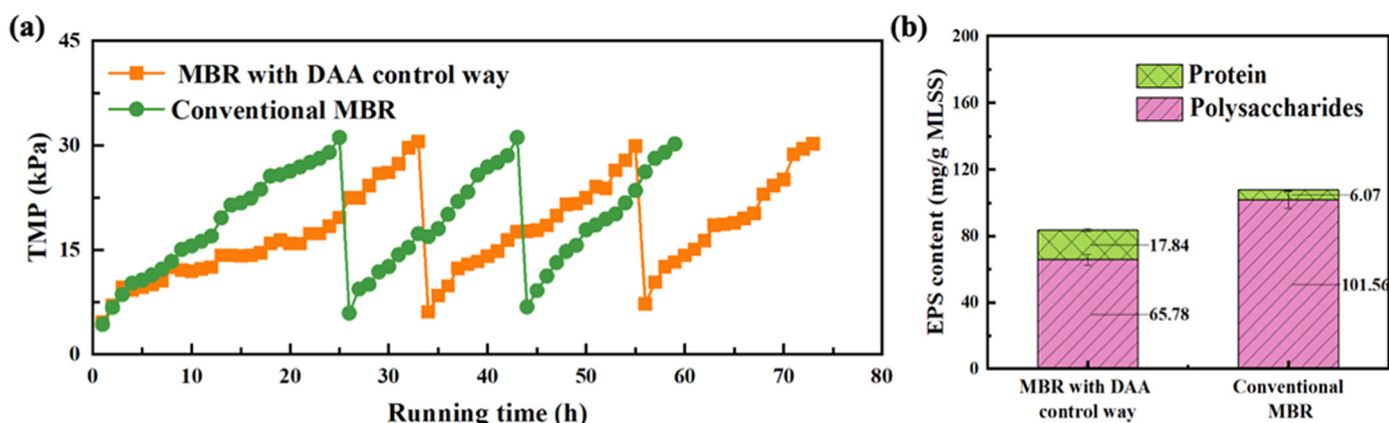 (a)
45
30
15
0
TMP (kPa)
MBR with DAA control way
Conventional MBR
0 10 20 30 40 50 60 70 80
Running time (h)
(b)
200
160
120
80
40
0
EPS content (mg/g MLSS)
Protein
Polysaccharides
17.84
65.78
6.07
101.56
MBR with DAA
control way
Conventional
MBR